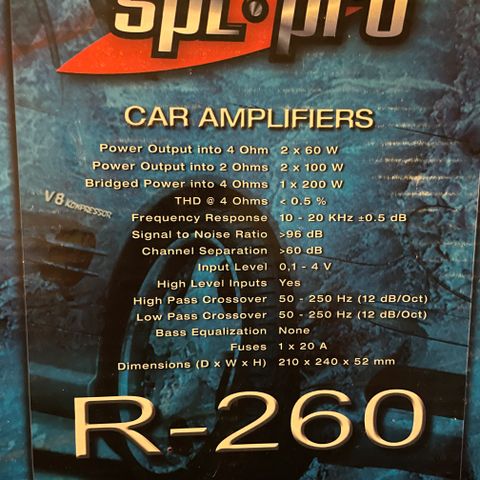 spl pro
CAR AMPLIFIERS
Power Output into 4 Ohm 2 x 60 W
Power Output into 2 Ohms 2 x 100 W
Bridged Power into 4 Ohms 1 x 200 W
THD @ 4 Ohms < 0.5 %
Frequency Response 10 - 20 KHz ±0.5 dB
Signal to Noise Ratio >96 dB
Channel Separation >60 dB
Input Level 0,1 - 4 V
High Level Inputs Yes
High Pass Crossover 50 - 250 Hz (12 dB/Oct)
Low Pass Crossover 50 - 250 Hz (12 dB/Oct)
Bass Equalization None
Fuses 1 x 20 A
Dimensions (D x W x H) 210 x 240 x 52 mm
V8 KOMPRESSOR
R-260